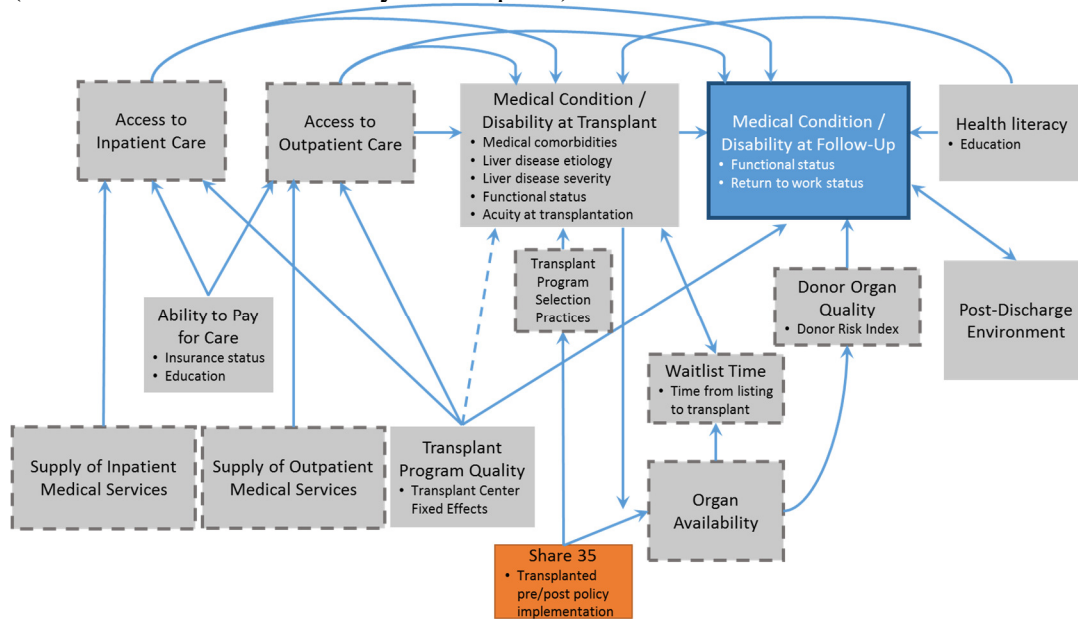 Access to
Inpatient Care
Access to
Outpatient Care
Medical Condition /
Disability at Transplant
• Medical comorbidities
• Liver disease etiology
• Liver disease severity
• Functional status
• Acuity at transplantation
Medical Condition /
Disability at Follow-Up
• Functional status
• Return to work status
Health literacy
• Education
Transplant
Program
Selection
Practices
Donor Organ
Quality
• Donor Risk Index
Post-Discharge
Environment
Ability to Pay
for Care
• Insurance status
• Education
Waitlist Time
• Time from listing
to transplant
Supply of Inpatient
Medical Services
Supply of Outpatient
Medical Services
Transplant
Program Quality
• Transplant Center
Fixed Effects
Organ
Availability
Share 35
• Transplanted
pre/post policy
implementation